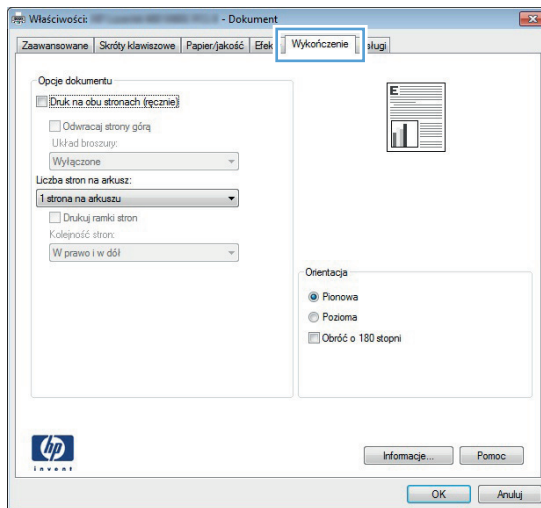 Właściwości: - Dokument
Zaawansowane Skróty klawiszowe Papier/jakość Efek Wykończenie sługi
Opcje dokumentu
Druk na obu stronach (ręcznie)
Odwracaj strony górą
Układ broszury:
Wyłączone
Liczba stron na arkusz:
1 strona na arkuszu
Drukuj ramki stron
Kolejność stron:
W prawo i w dół
E
Orientacja
Pionowa
Pozioma
Obróć o 180 stopni
hp
invent
Informacje... Pomoc
OK Anuluj